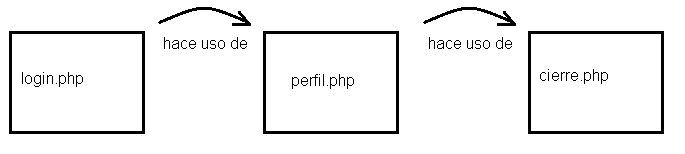 hace uso de
hace uso de
login.php
perfil.php
cierre.php